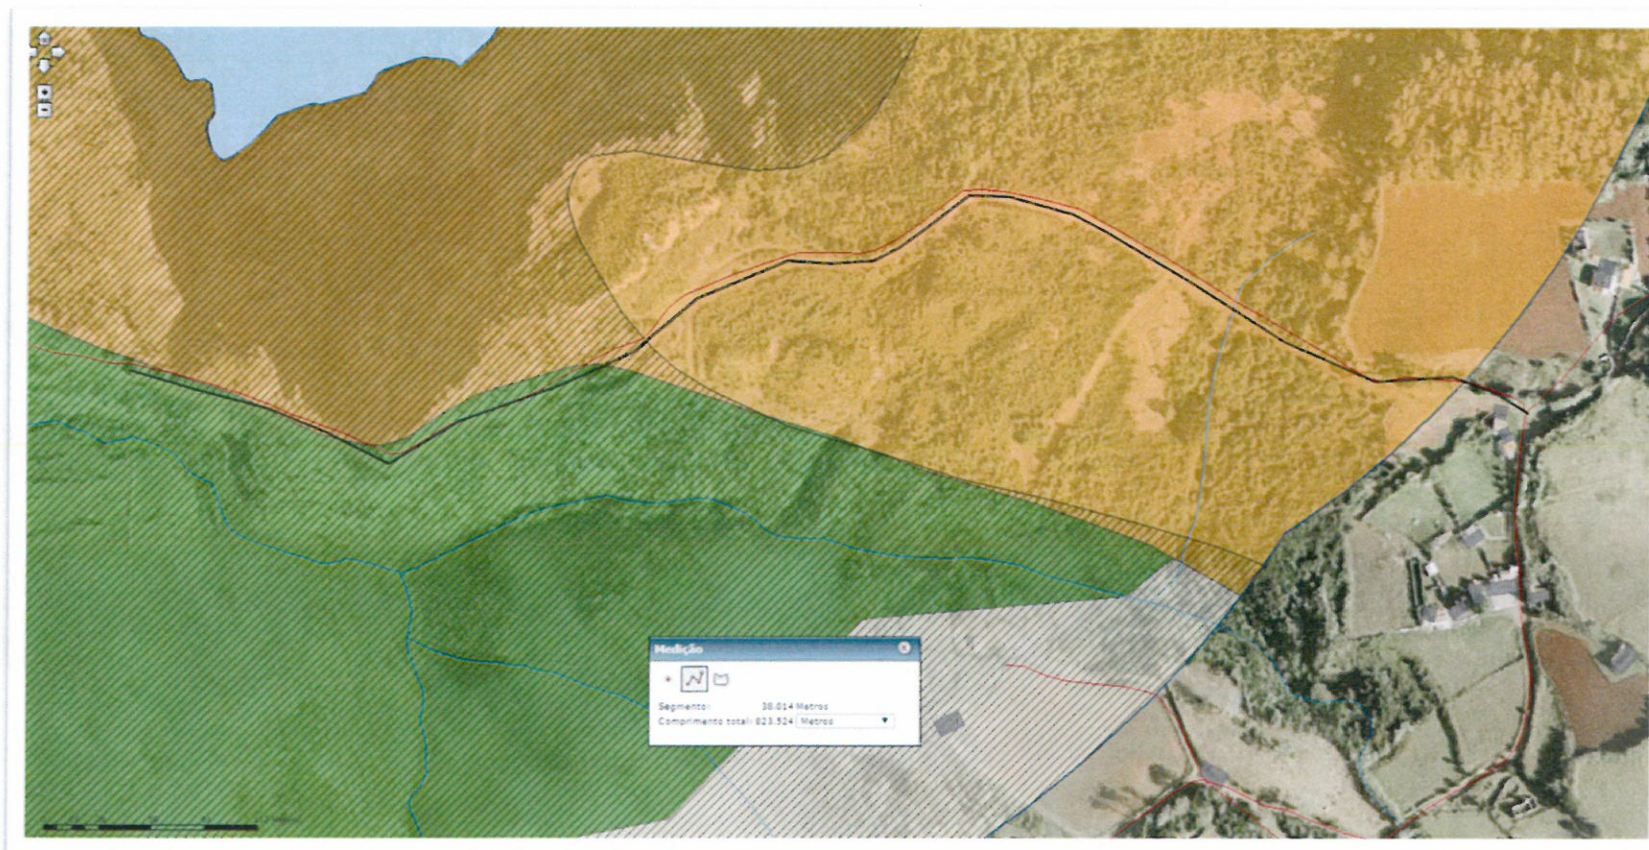 Medição
Segmento: 38.014 Metros
Comprimento total: 823.524 Metros